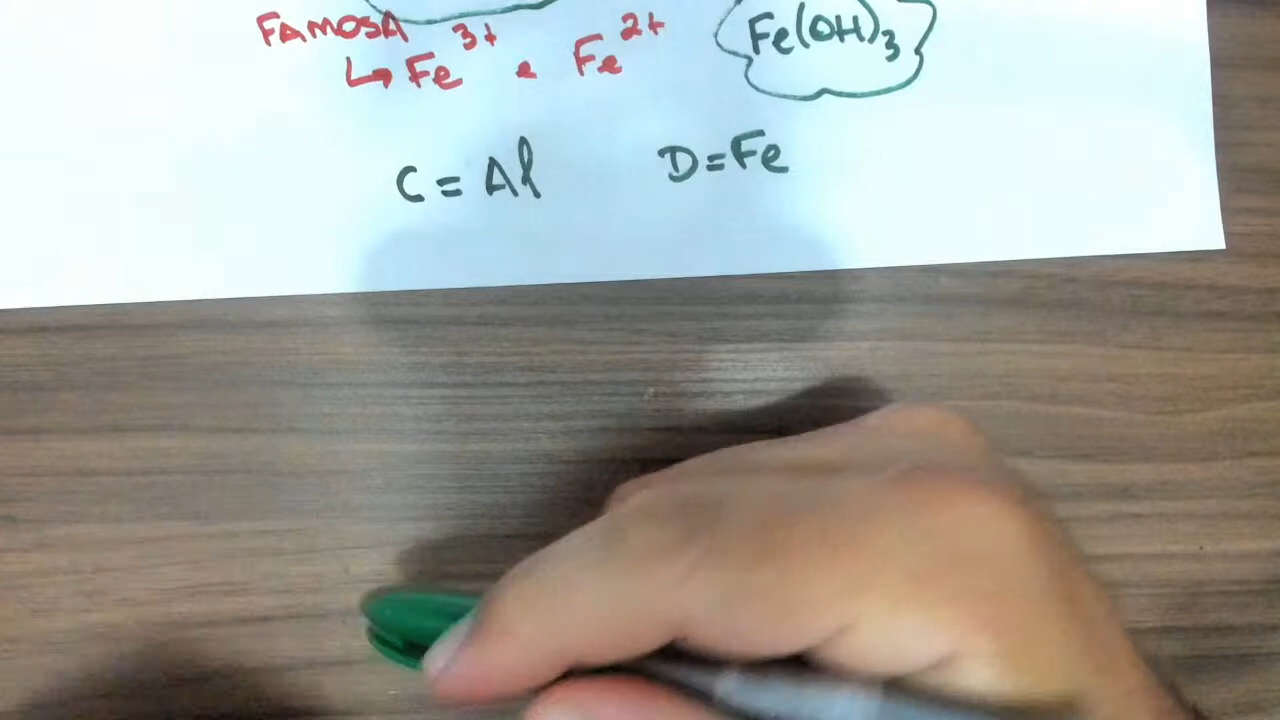 FAMOSA
↳ Fe³⁺ e Fe²⁺
Fe(OH)₃
C = Al
D = Fe